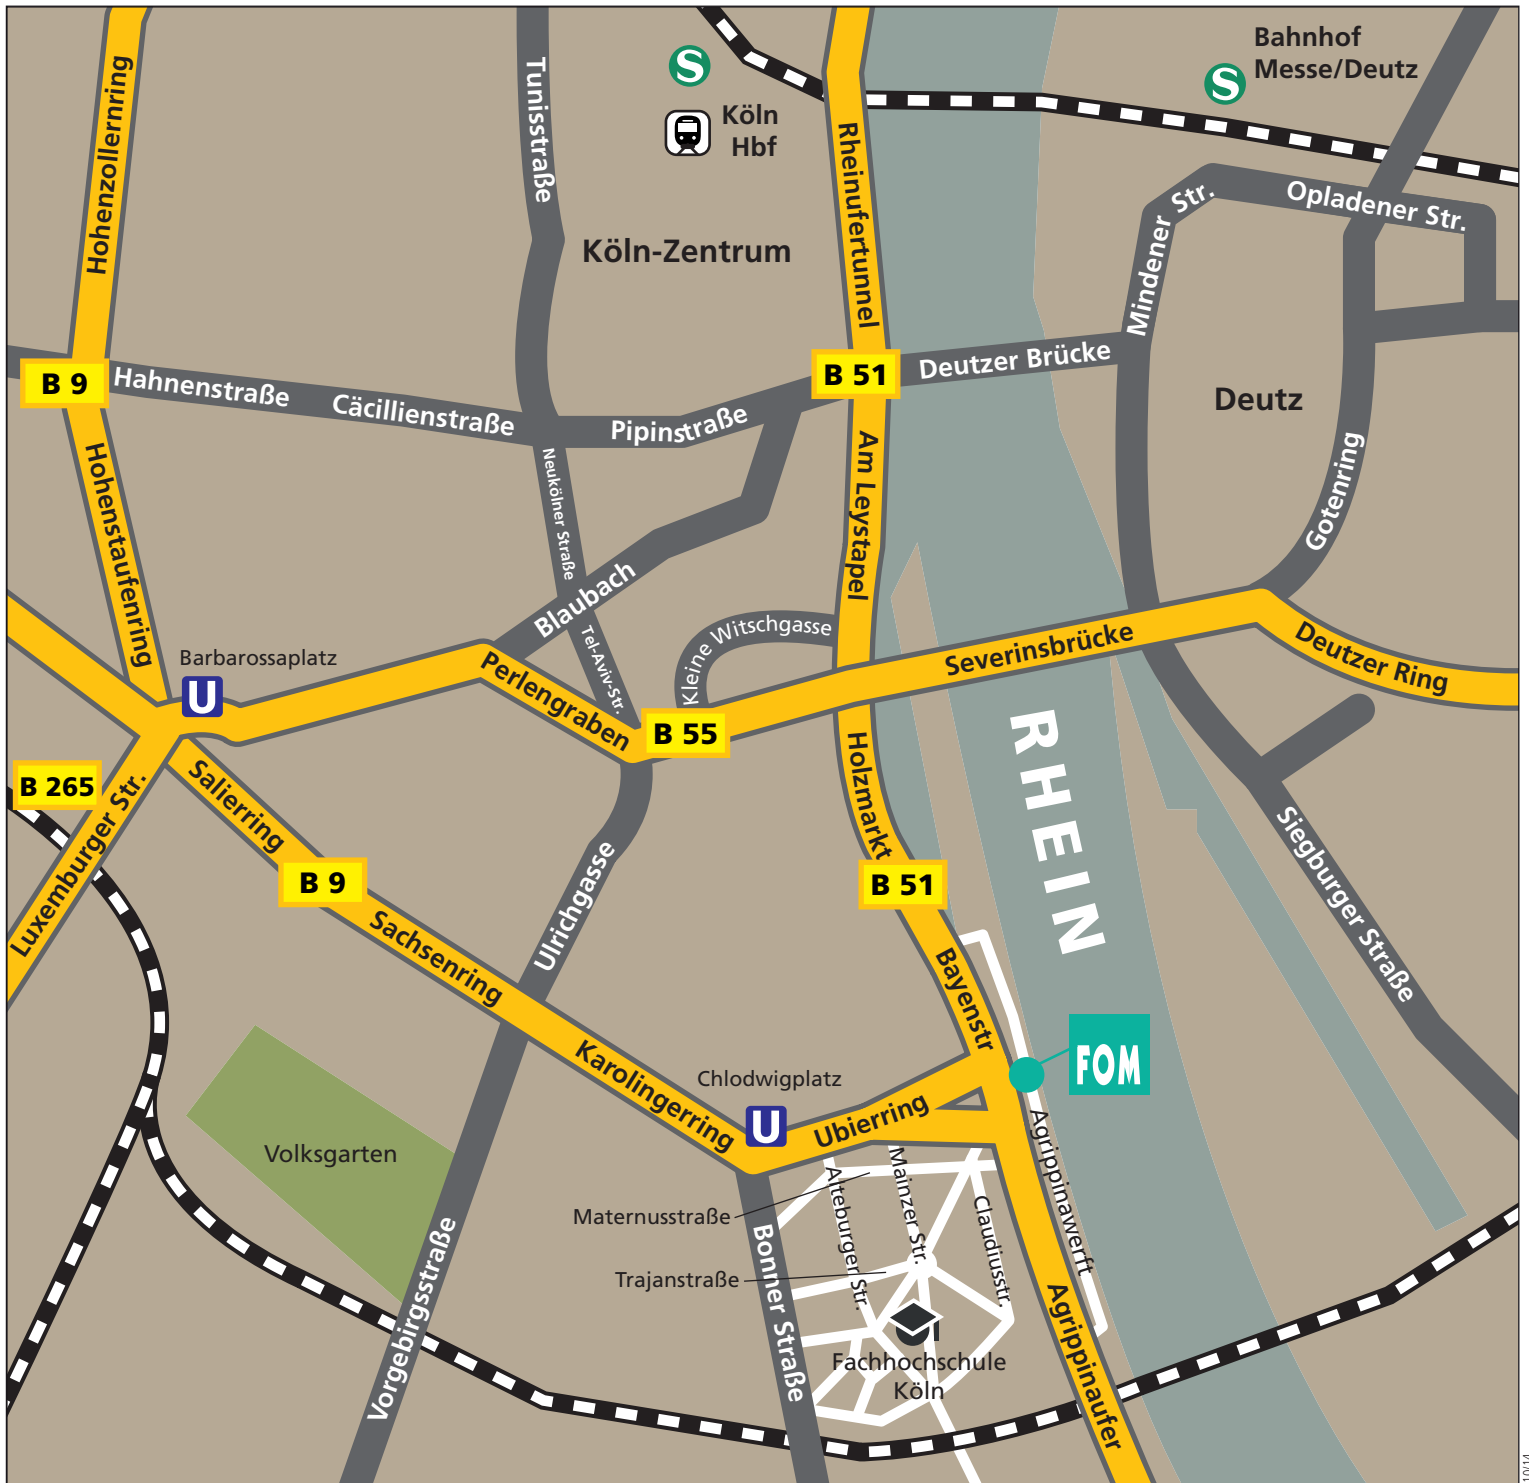 Bahnhof
Messe/Deutz
S
S
Köln
Hbf
Hohenzollernring
Tunisstraße
Rheinufertunnel
Mindener Str.
Opladener Str.
Köln-Zentrum
Deutzer Brücke
B 51
B 9
Hahnenstraße
Cäcillienstraße
Pipinstraße
Deutz
Hohenstaufenring
Neukölner Straße
Am Leystapel
Gotenring
Blaubach
Tel-Aviv-Str.
Kleine Witschgasse
Severinsbrücke
Deutzer Ring
Barbarossaplatz
U
Perlengraben
B 55
RHEIN
Holzmarkt
B 265
Luxemburger Str.
Salierring
B 9
B 51
Siegburger Straße
Sachsenring
Ulrichgasse
Bayenstr
FOM
Karolingerring
Chlodwigplatz
U
Ubierring
Agrippinawerft
Volksgarten
Maternusstraße
Alteburger Str.
Mainzer Str.
Claudiusstr.
Trajanstraße
Vorgebirgsstraße
Bonner Straße
Fachhochschule
Köln
Agrippinaufer
10/14